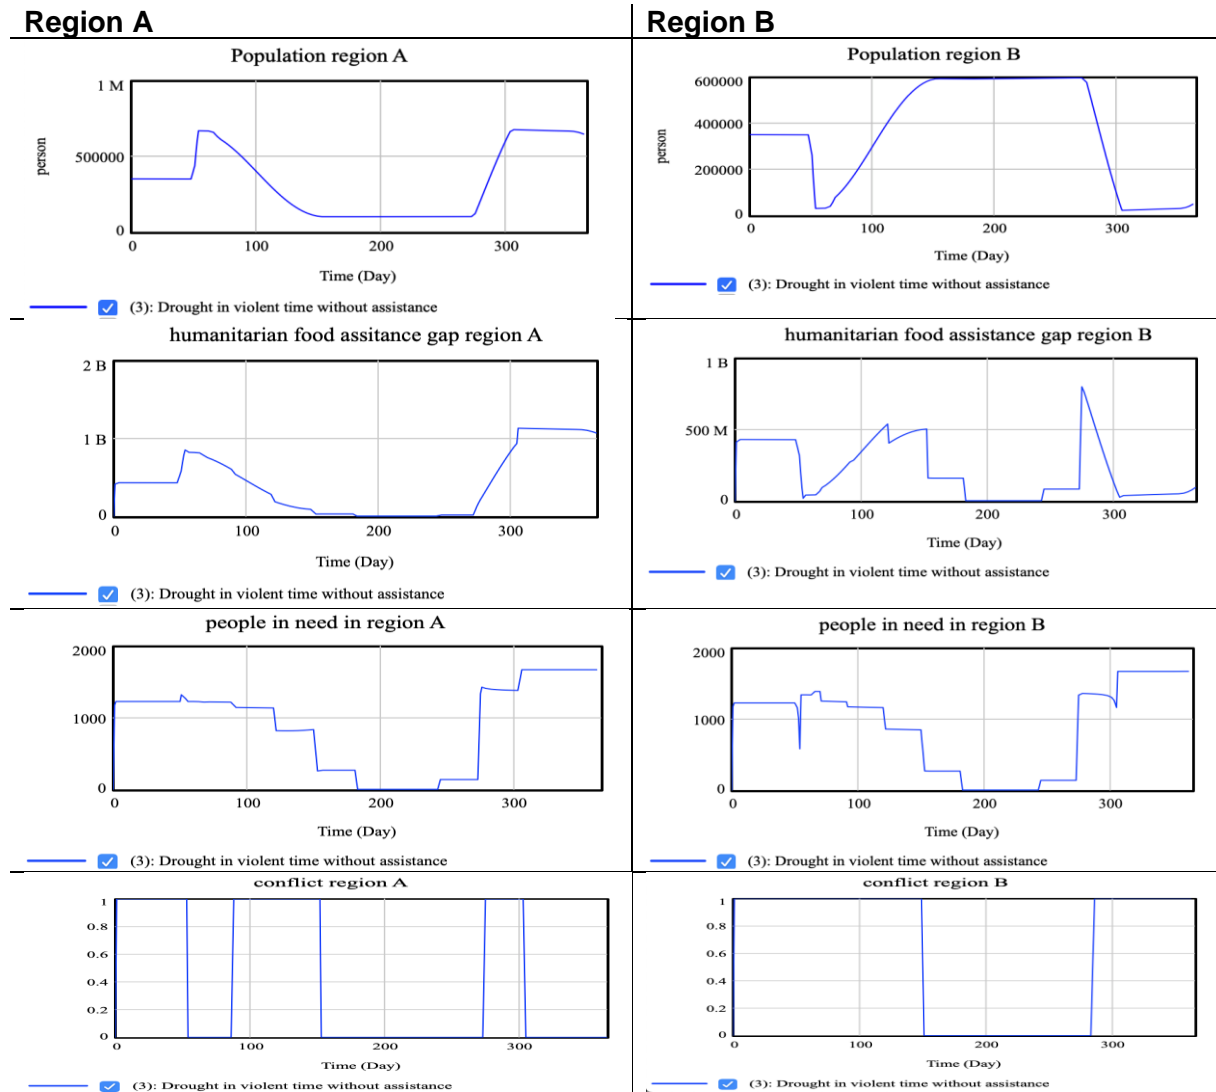 Region A
Region B
Population region A
1 M
500000
0
person
0 100 200 300
Time (Day)
(3): Drought in violent time without assistance
Population region B
600000
400000
200000
0
person
0 100 200 300
Time (Day)
(3): Drought in violent time without assistance
humanitarian food assitance gap region A
2 B
1 B
0
0 100 200 300
Time (Day)
(3): Drought in violent time without assistance
humanitarian food assistance gap region B
1 B
500 M
0
0 100 200 300
Time (Day)
(3): Drought in violent time without assistance
people in need in region A
2000
1000
0
0 100 200 300
Time (Day)
(3): Drought in violent time without assistance
people in need in region B
2000
1000
0
0 100 200 300
Time (Day)
(3): Drought in violent time without assistance
conflict region A
1
0.8
0.6
0.4
0.2
0
0 100 200 300
Time (Day)
(3): Drought in violent time without assistance
conflict region B
1
0.8
0.6
0.4
0.2
0
0 100 200 300
Time (Day)
(3): Drought in violent time without assistance